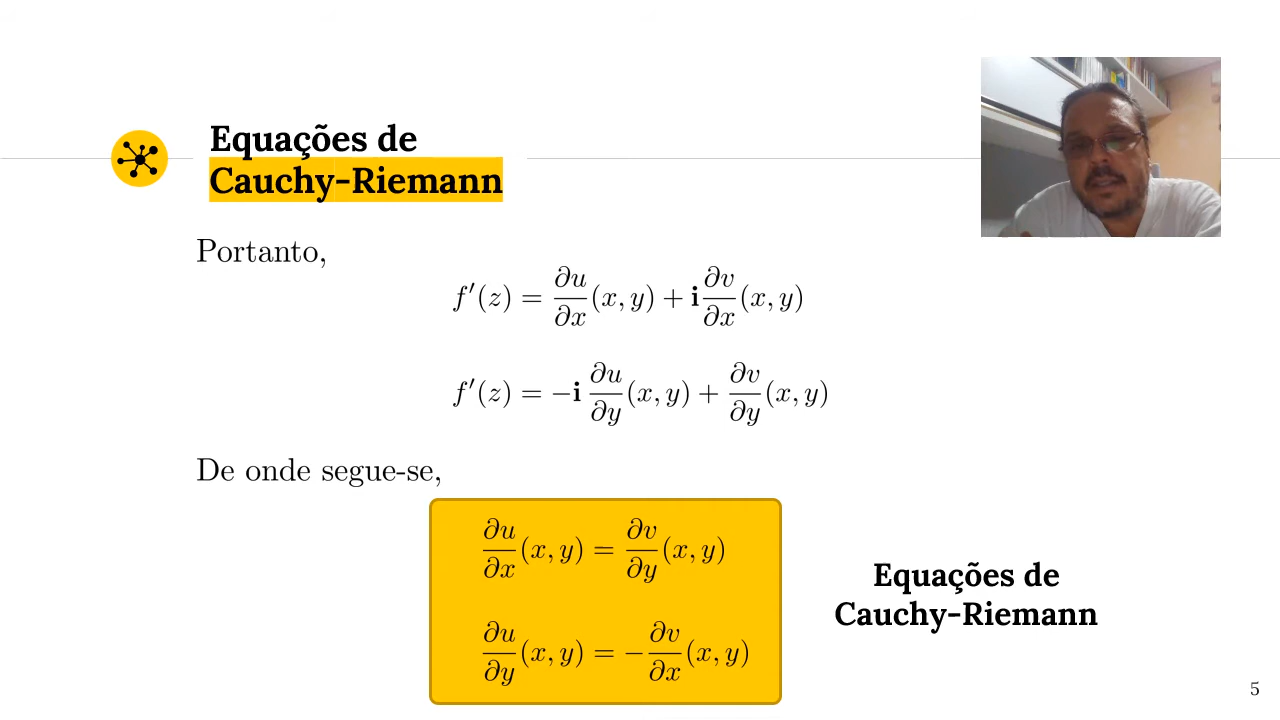 Equações de
Cauchy-Riemann
Portanto,
f′(z) = ∂u/∂x (x, y) + i ∂v/∂x (x, y)
f′(z) = −i ∂u/∂y (x, y) + ∂v/∂y (x, y)
De onde segue-se,
∂u/∂x (x, y) = ∂v/∂y (x, y)
∂u/∂y (x, y) = −∂v/∂x (x, y)
Equações de
Cauchy-Riemann
5